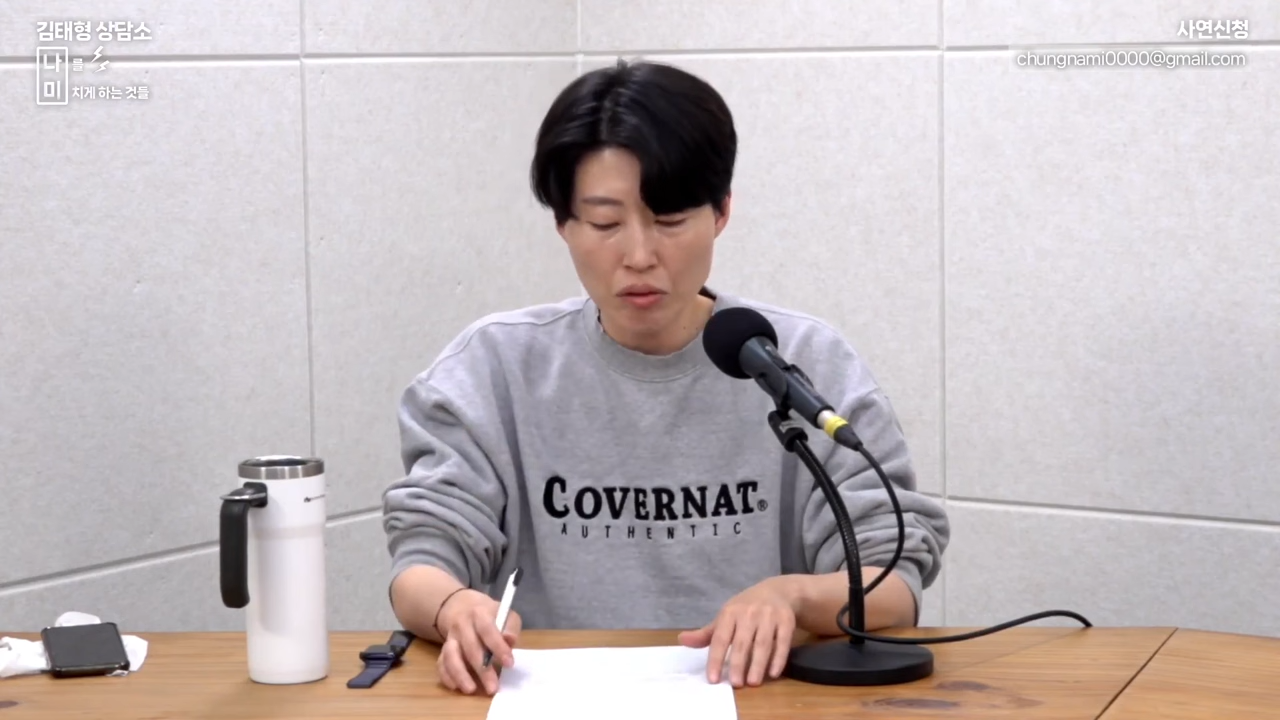 김태형 상담소
나를
미치게 하는 것들
사연신청
chungnami0000@gmail.com
COVERNAT®
AUTHENTIC